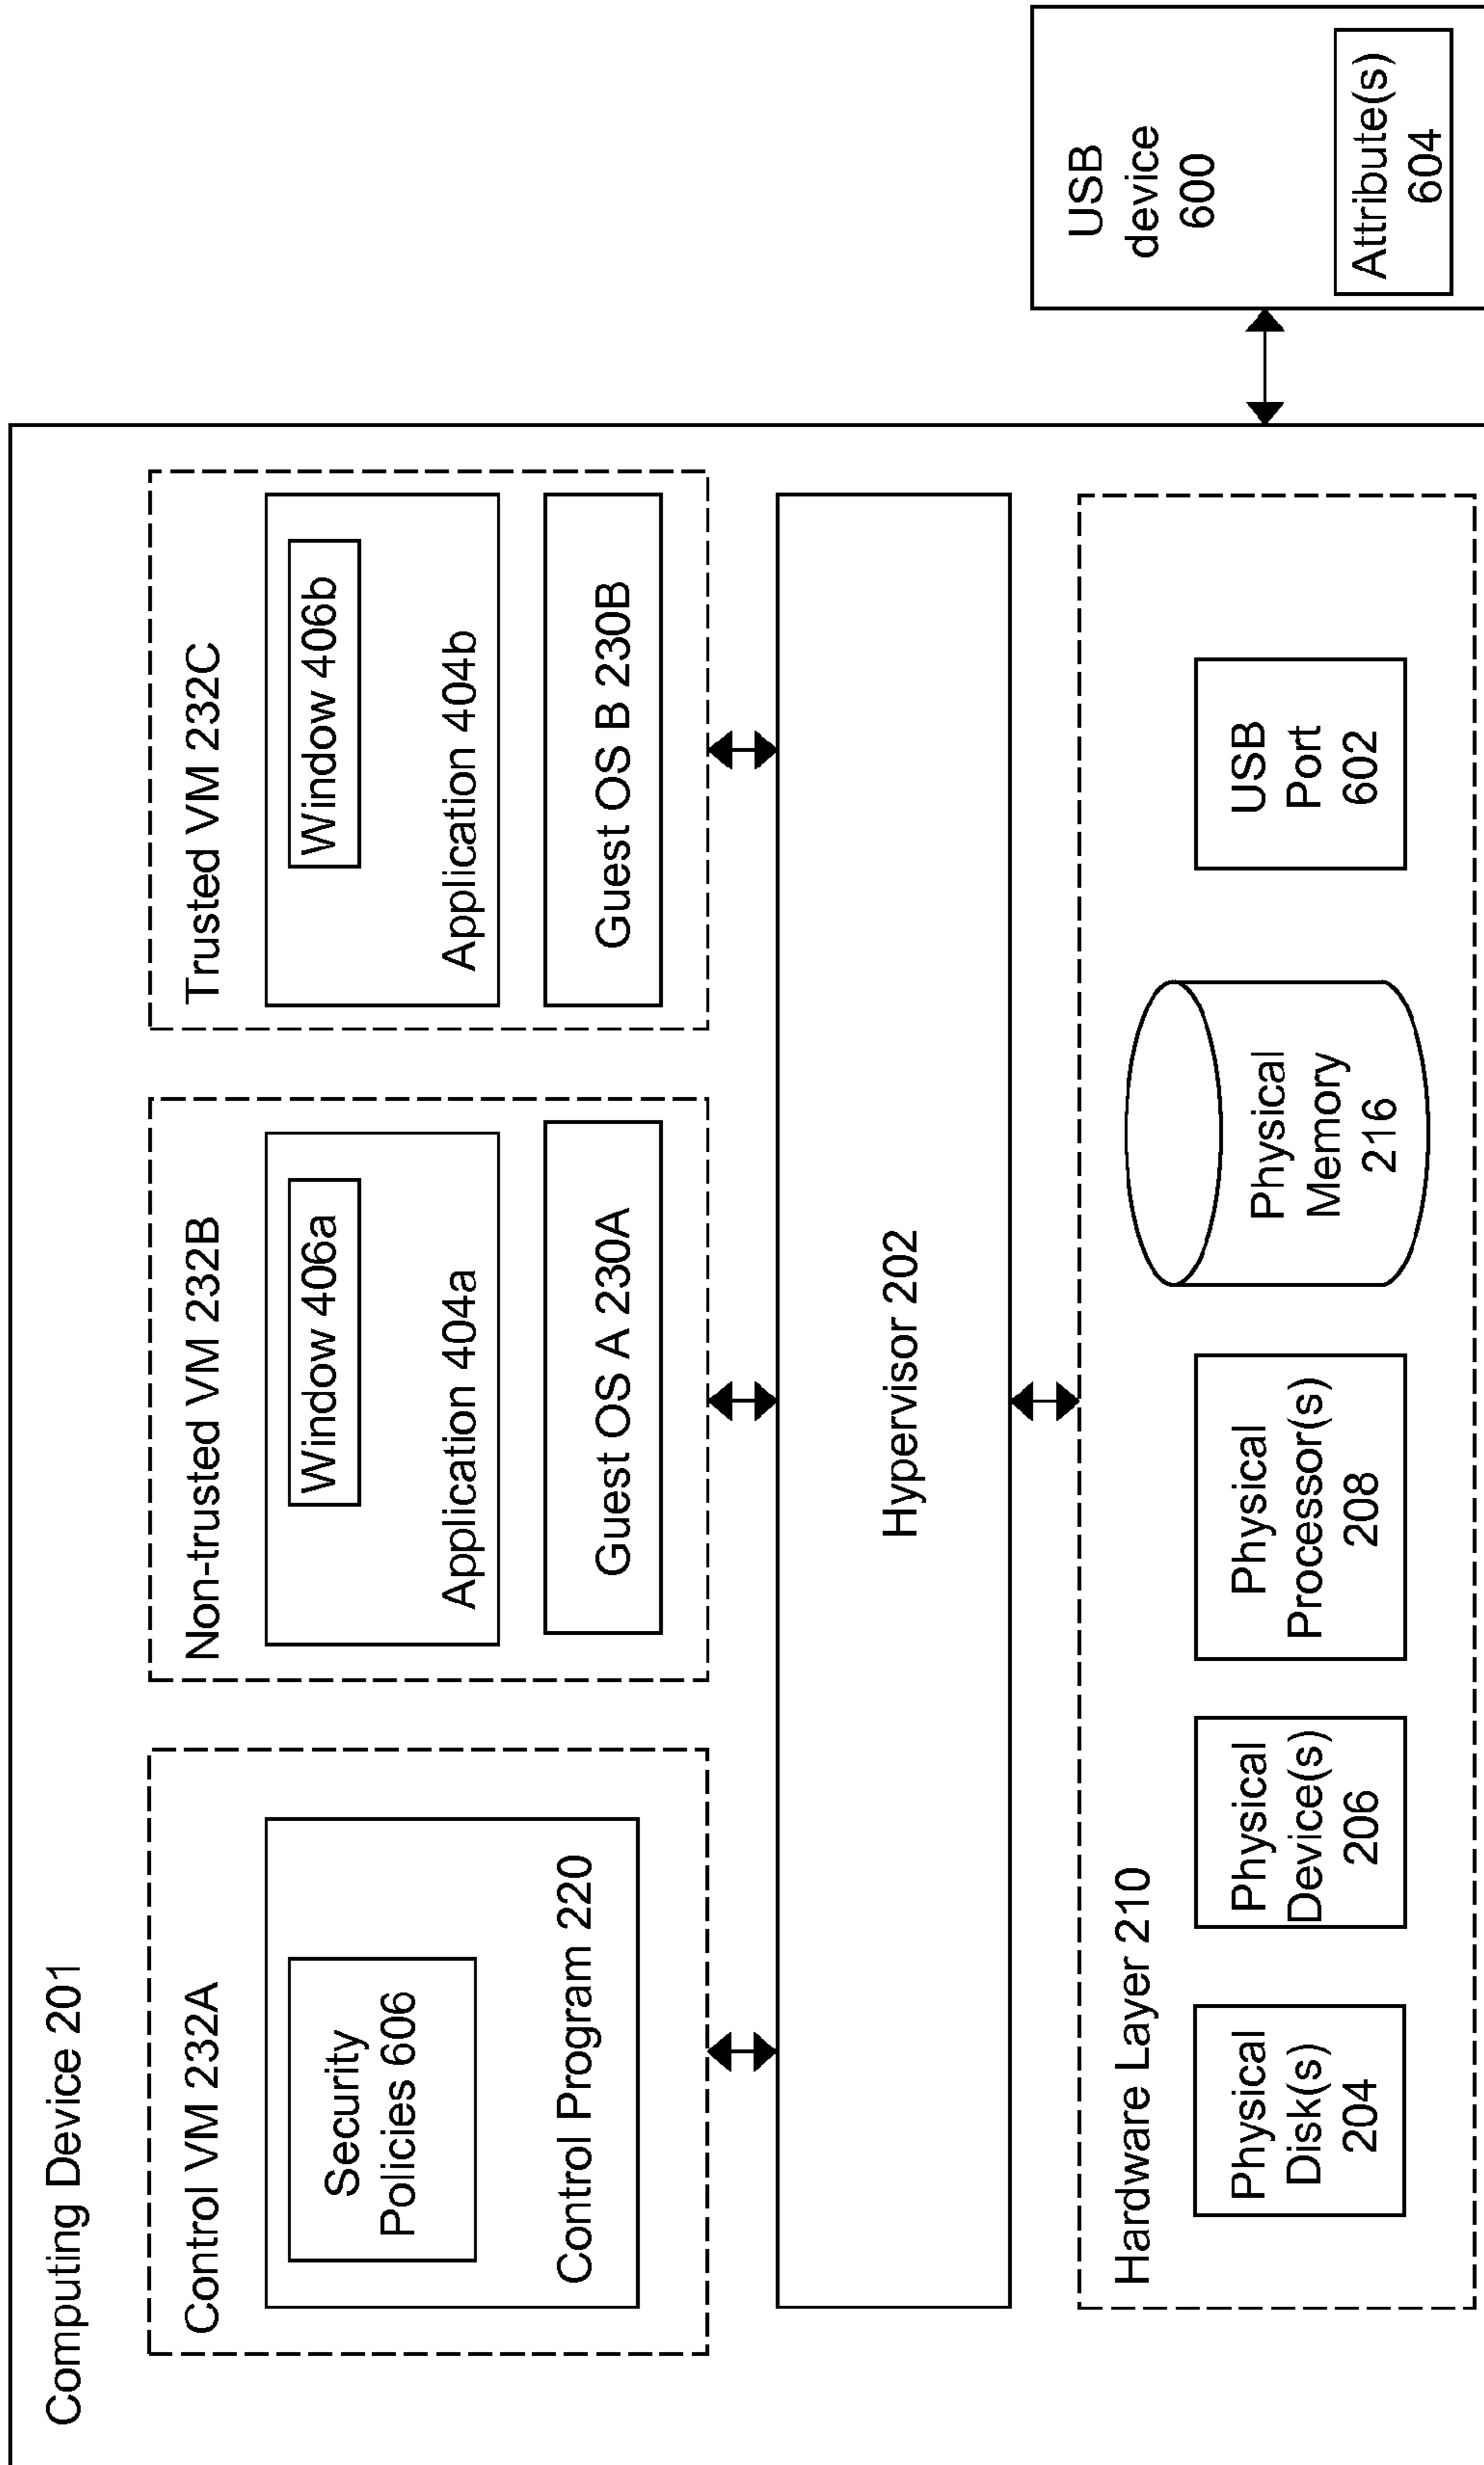 Computing Device 201
Control VM 232A
Security
Policies 606
Control Program 220
Non-trusted VM 232B
Window 406a
Application 404a
Guest OS A 230A
Trusted VM 232C
Window 406b
Application 404b
Guest OS B 230B
Hypervisor 202
Hardware Layer 210
Physical
Disk(s)
204
Physical
Device(s)
206
Physical
Processor(s)
208
Physical
Memory
216
USB
Port
602
USB
device
600
Attribute(s)
604